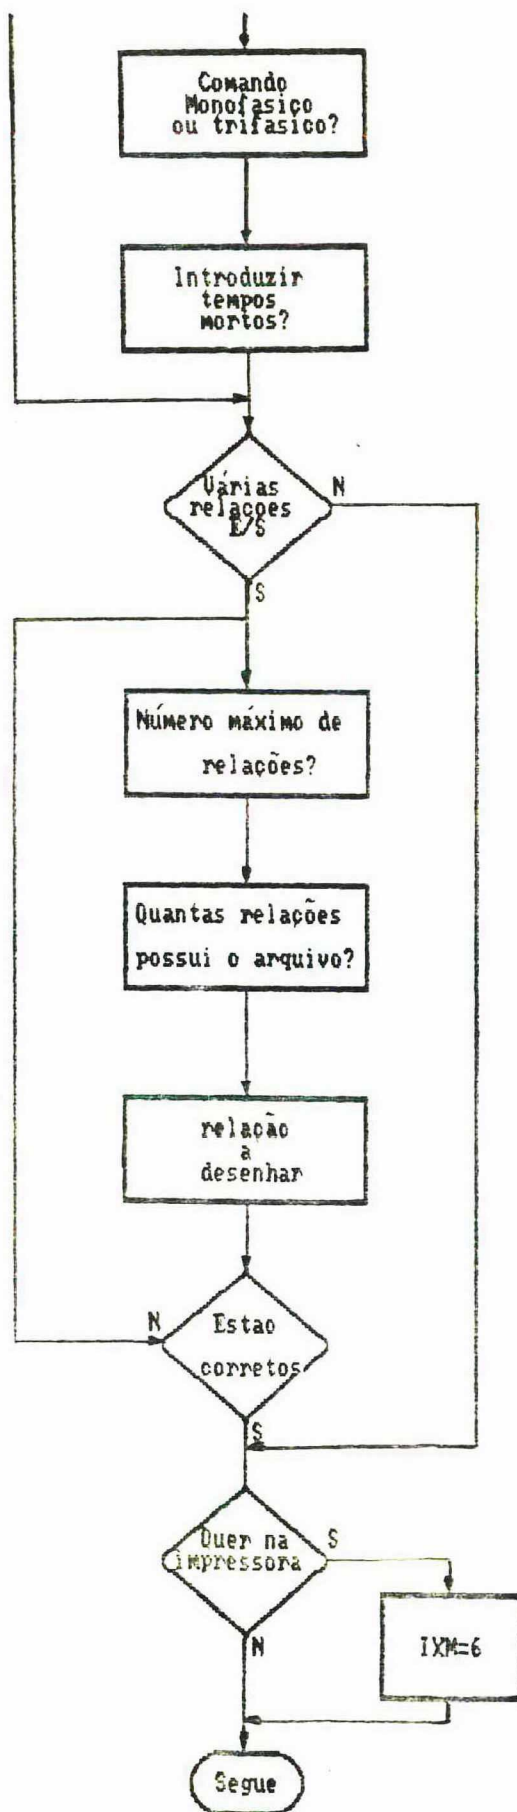 Comando
Monofasico
ou trifasico?
Introduzir
tempos
mortos?
Várias
relaçoes
E/S
N
S
Número máximo de
relações?
Quantas relações
possui o arquivo?
relação
a
desenhar
N
Estao
corretos
S
Quer na
impressora
S
N
IXM=6
Segue